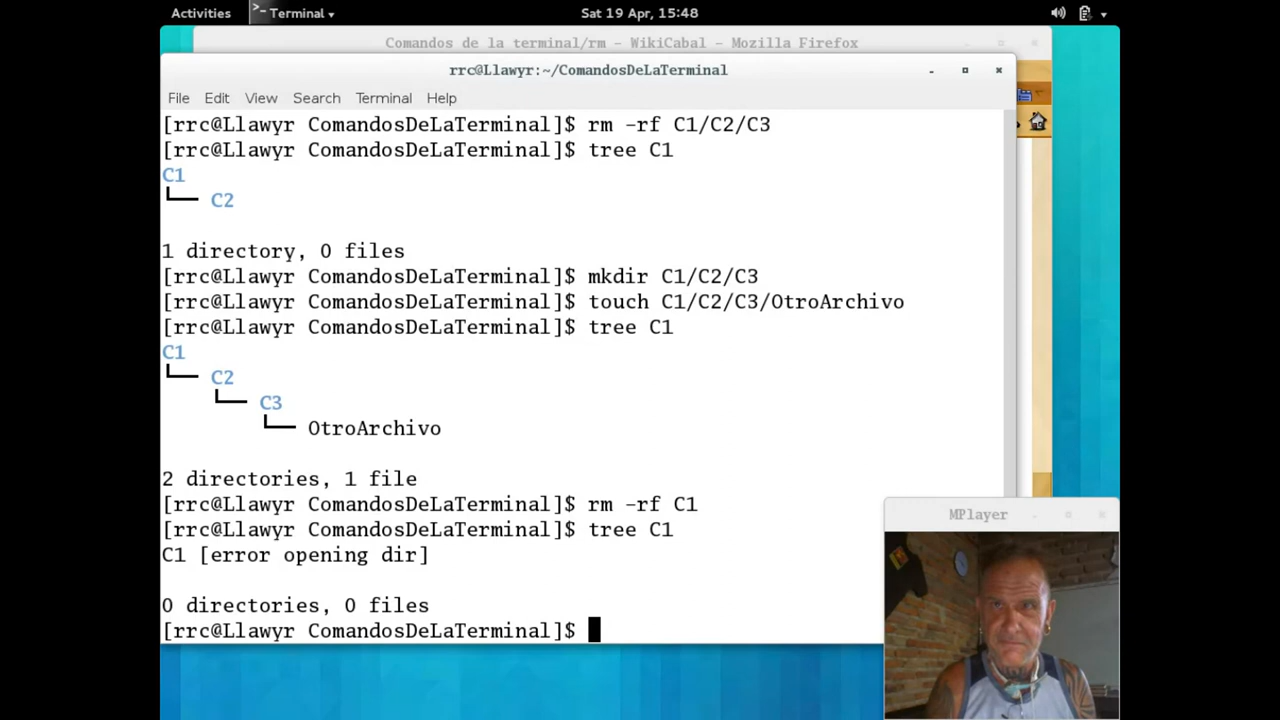 Activities Terminal Sat 19 Apr, 15:48
Comandos de la terminal/rm - WikiCabal - Mozilla Firefox
rrc@Llawyr:~/ComandosDeLaTerminal
File Edit View Search Terminal Help
[rrc@Llawyr ComandosDeLaTerminal]$ rm -rf C1/C2/C3
[rrc@Llawyr ComandosDeLaTerminal]$ tree C1
C1
└── C2
1 directory, 0 files
[rrc@Llawyr ComandosDeLaTerminal]$ mkdir C1/C2/C3
[rrc@Llawyr ComandosDeLaTerminal]$ touch C1/C2/C3/OtroArchivo
[rrc@Llawyr ComandosDeLaTerminal]$ tree C1
C1
└── C2
└── C3
└── OtroArchivo
2 directories, 1 file
[rrc@Llawyr ComandosDeLaTerminal]$ rm -rf C1
[rrc@Llawyr ComandosDeLaTerminal]$ tree C1
C1 [error opening dir]
0 directories, 0 files
[rrc@Llawyr ComandosDeLaTerminal]$
MPlayer